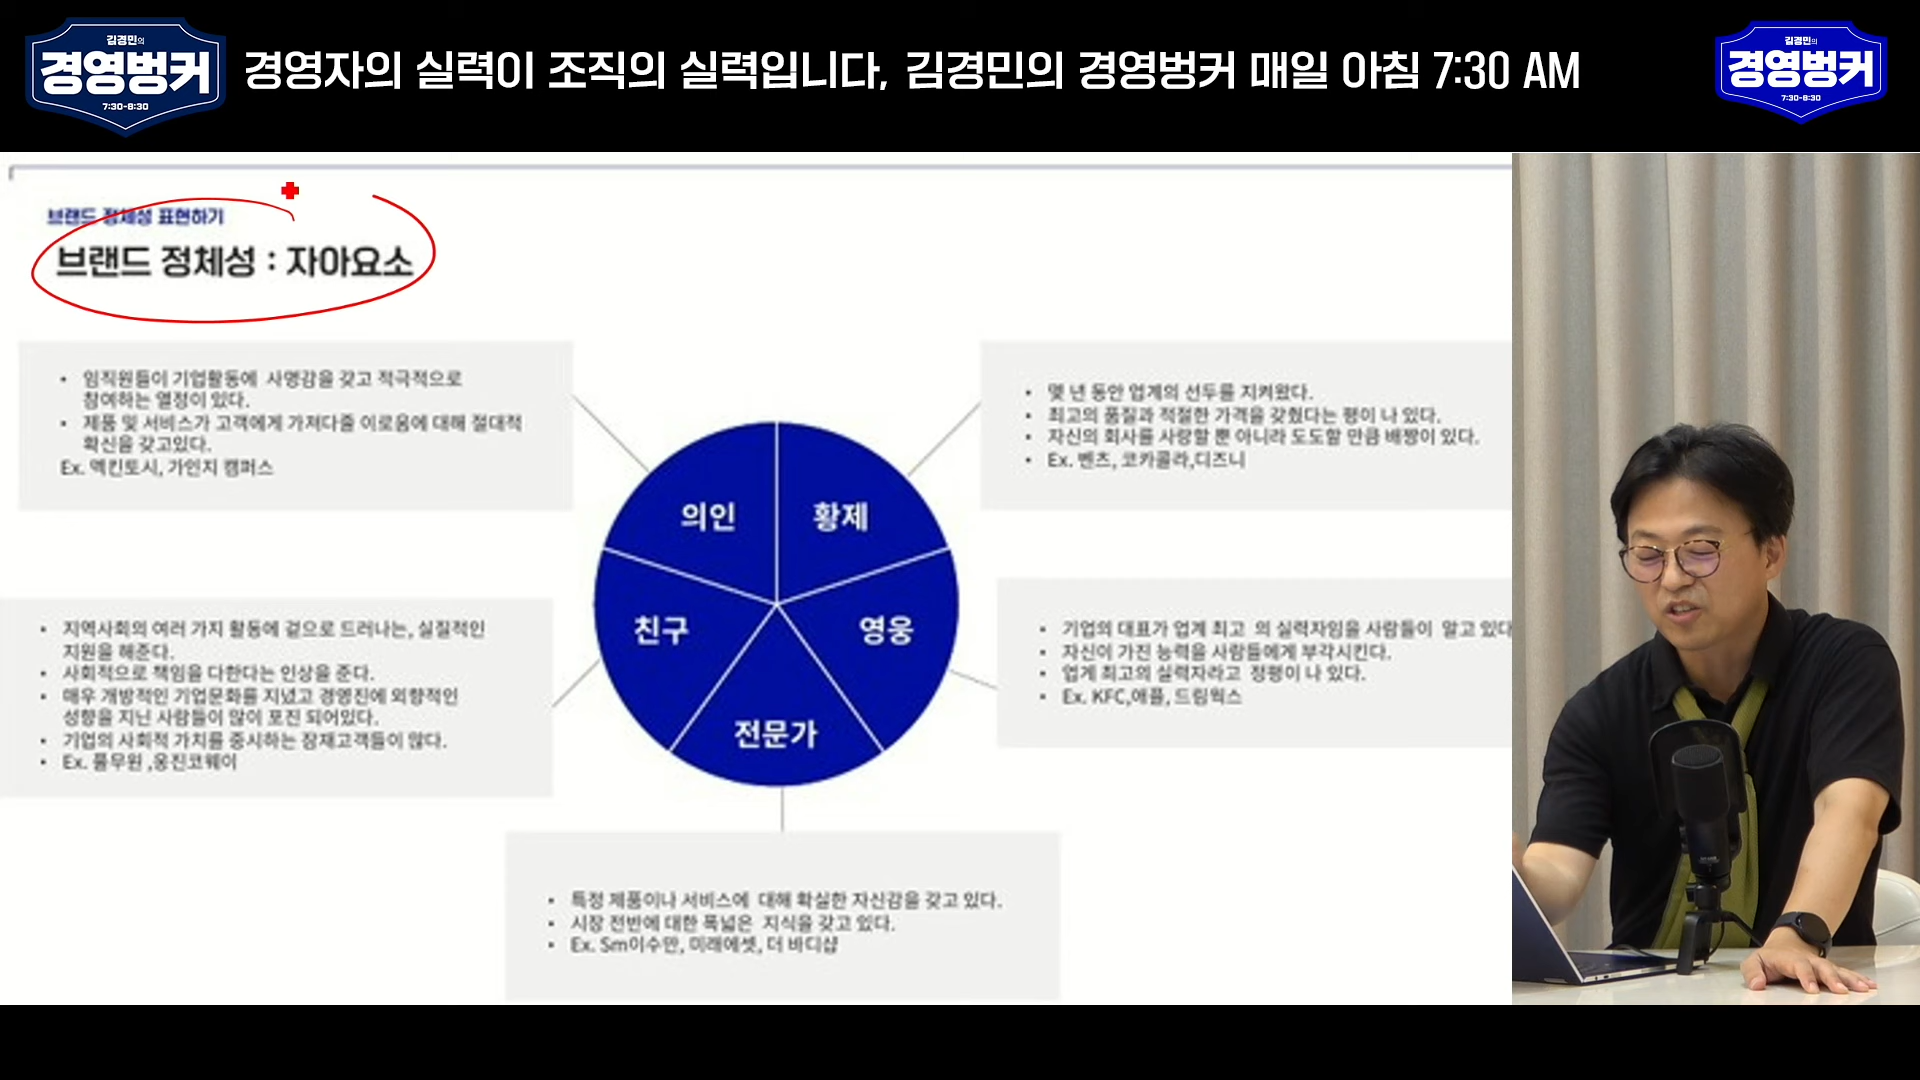 김경민의
경영벙커
7:30-8:30
경영자의 실력이 조직의 실력입니다, 김경민의 경영벙커 매일 아침 7:30 AM
김경민의
경영벙커
7:30-8:30
브랜드 정체성 표현하기
브랜드 정체성 : 자아요소
• 임직원들이 기업활동에 사명감을 갖고 적극적으로
참여하는 열정이 있다.
• 제품 및 서비스가 고객에게 가져다줄 이로움에 대해 절대적
확신을 갖고있다.
Ex. 맥킨토시, 가인지 캠퍼스
• 몇 년 동안 업계의 선두를 지켜왔다.
• 최고의 품질과 적절한 가격을 갖췄다는 평이 나 있다.
• 자신의 회사를 사랑할 뿐 아니라 도도할 만큼 배짱이 있다.
• Ex. 벤츠, 코카콜라,디즈니
의인
황제
친구
영웅
전문가
• 지역사회의 여러 가지 활동에 겉으로 드러나는, 실질적인
지원을 해준다.
• 사회적으로 책임을 다한다는 인상을 준다.
• 매우 개방적인 기업문화를 지녔고 경영진에 외향적인
성향을 지닌 사람들이 많이 포진 되어있다.
• 기업의 사회적 가치를 중시하는 잠재고객들이 많다.
• Ex. 풀무원 ,웅진코웨이
• 기업의 대표가 업계 최고 의 실력자임을 사람들이 알고 있다
• 자신이 가진 능력을 사람들에게 부각시킨다.
• 업계 최고의 실력자라고 정평이 나 있다.
• Ex. KFC,애플, 드림웍스
• 특정 제품이나 서비스에 대해 확실한 자신감을 갖고 있다.
• 시장 전반에 대한 폭넓은 지식을 갖고 있다.
• Ex. Sm이수만, 미래에셋, 더 바디샵